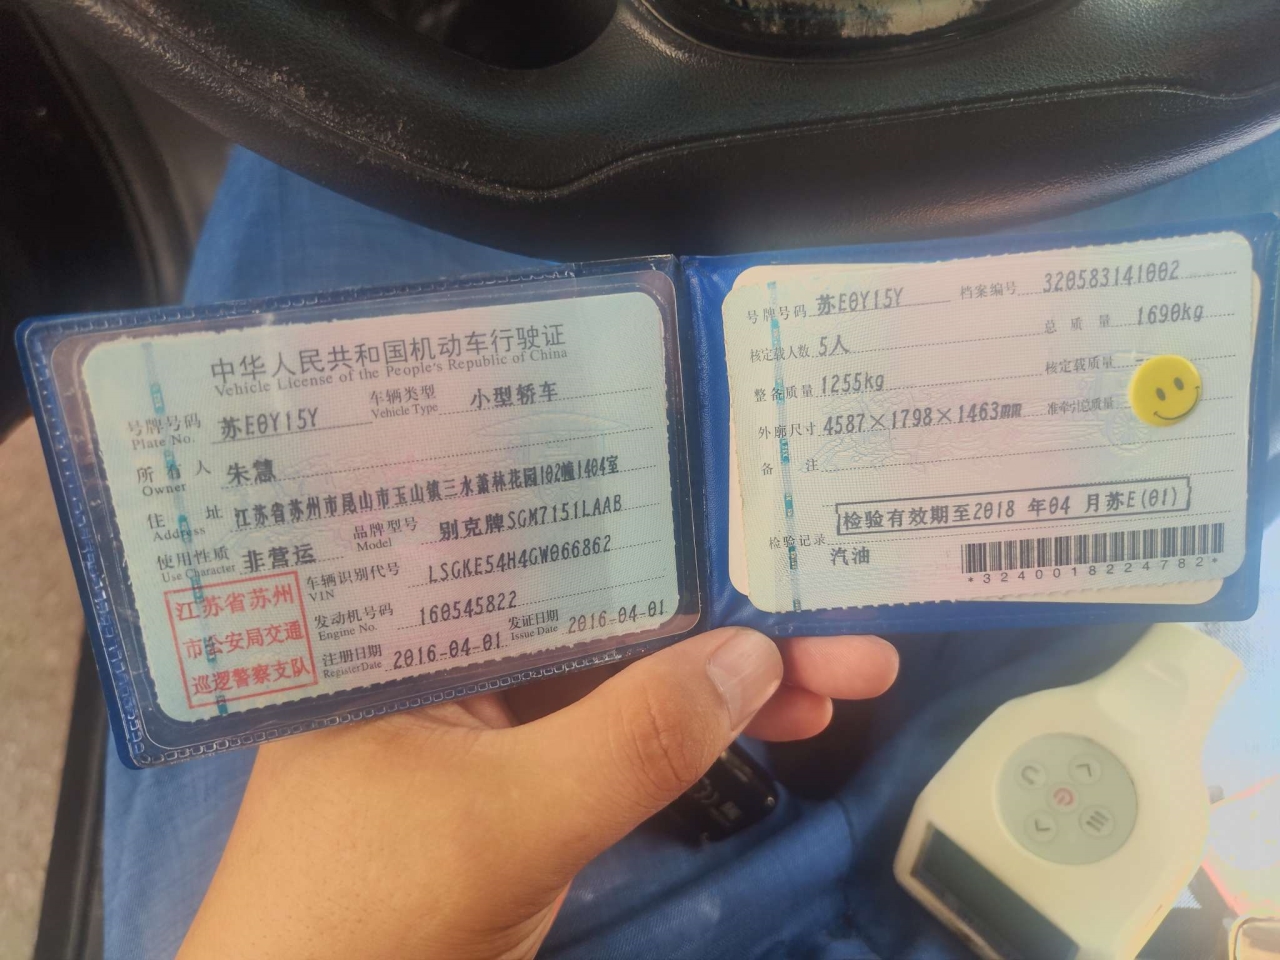 中华人民共和国机动车行驶证
Vehicle License of the People's Republic of China
号牌号码 苏E0Y15Y 车辆类型 小型轿车
Plate No. Vehicle Type
所有人 朱慧
Owner
住址 江苏省苏州市昆山市玉山镇三水萧林花园102幢1404室
Address
使用性质 非营运 品牌型号 别克牌SGM7151LAAB
Use Character Model
车辆识别代号 LSGKE54H4GW066862
VIN
发动机号码 160545822
Engine No.
注册日期 2016-04-01 发证日期 2016-04-01
Register Date Issue Date
江苏省苏州
市公安局交通
巡逻警察支队
号牌号码 苏E0Y15Y 档案编号 320583141002
核定载人数 5人 总质量 1690kg
整备质量 1255kg 核定载质量
外廓尺寸 4587×1798×1463mm 准牵引总质量
备注
检验有效期至2018 年04 月苏E(01)
检验记录
汽油
*3240018224782*